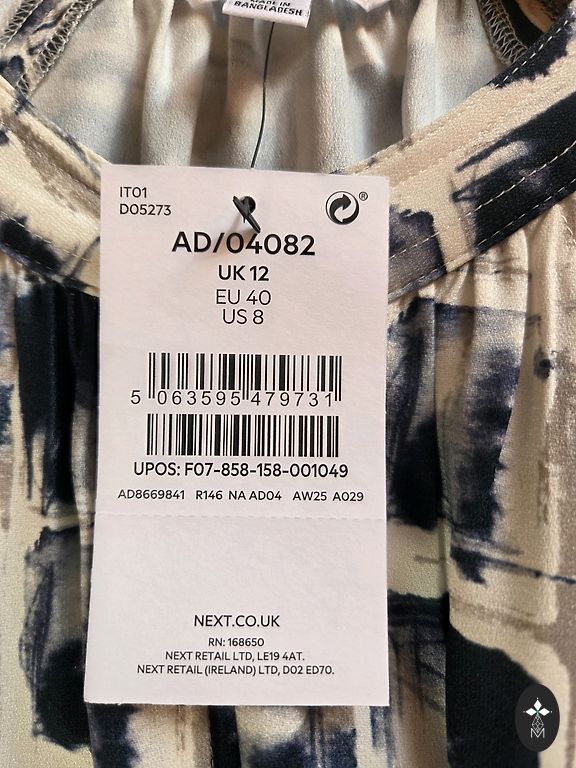 MADE IN
BANGLADESH
IT01
D05273
®
AD/04082
UK 12
EU 40
US 8
5 063595 479731
UPOS: F07-858-158-001049
AD8669841 R146 NA AD04 AW25 A029
NEXT.CO.UK
RN: 168650
NEXT RETAIL LTD, LE19 4AT.
NEXT RETAIL (IRELAND) LTD, D02 ED70.